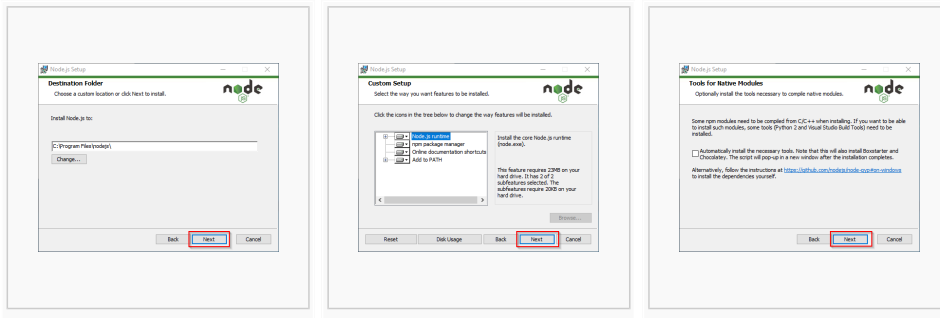 Node.js Setup
Destination Folder
Choose a custom location or click Next to install.
node
JS
Install Node.js to:
C:\Program Files\nodejs\
Change...
Back
Next
Cancel
Node.js Setup
Custom Setup
Select the way you want features to be installed.
node
JS
Click the icons in the tree below to change the way features will be installed.
Node.js runtime
npm package manager
Online documentation shortcuts
Add to PATH
Install the core Node.js runtime
(node.exe).
This feature requires 23MB on your
hard drive. It has 2 of 2
subfeatures selected. The
subfeatures require 20KB on your
hard drive.
Browse...
Reset
Disk Usage
Back
Next
Cancel
Node.js Setup
Tools for Native Modules
Optionally install the tools necessary to compile native modules.
node
JS
Some npm modules need to be compiled from C/C++ when installing. If you want to be able
to install such modules, some tools (Python 2 and Visual Studio Build Tools) need to be
installed.
Automatically install the necessary tools. Note that this will also install Boxstarter and
Chocolatey. The script will pop-up in a new window after the installation completes.
Alternatively, follow the instructions at https://github.com/nodejs/node-gyp#on-windows
to install the dependencies yourself.
Back
Next
Cancel